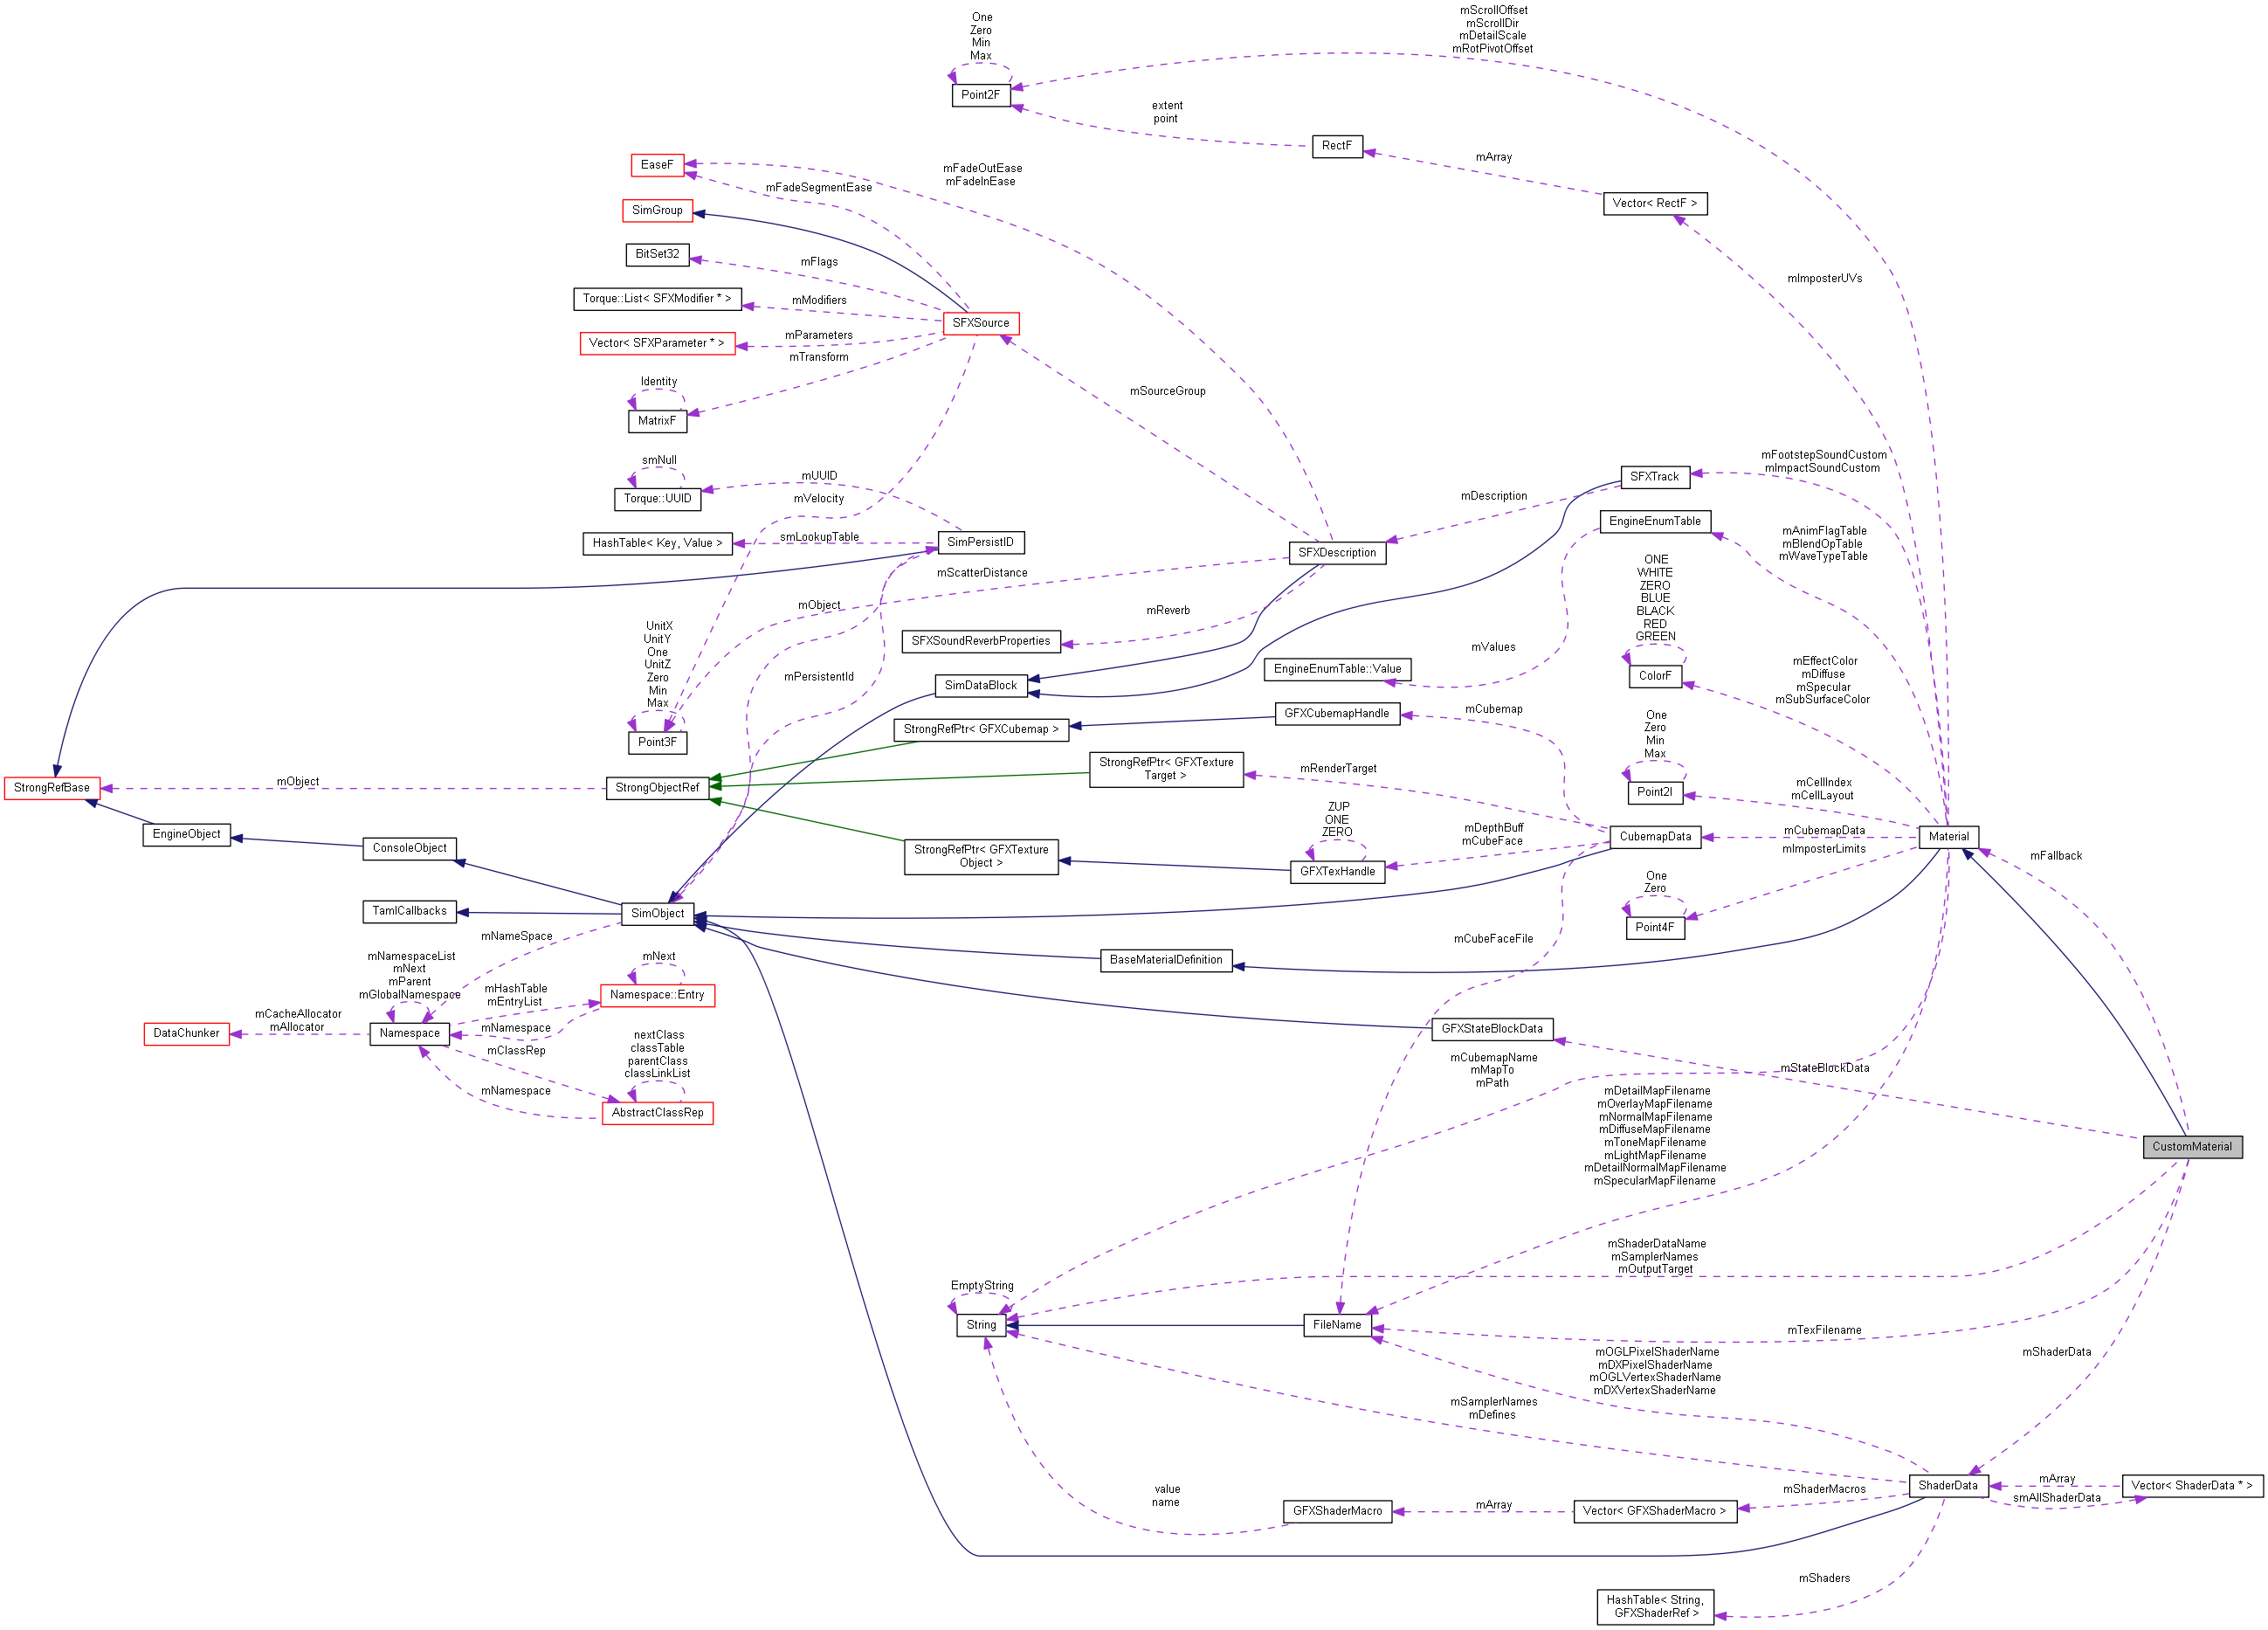 mScrollOffset
mScrollDir
mDetailScale
mRotPivotOffset
One
Zero
Min
Max
Point2F
extent
point
RectF
mArray
Vector< RectF >
EaseF
mFadeOutEase
mFadeInEase
mFadeSegmentEase
SimGroup
BitSet32
mFlags
mImposterUVs
Torque::List< SFXModifier * >
mModifiers
SFXSource
Vector< SFXParameter * >
mParameters
mTransform
Identity
MatrixF
mSourceGroup
smNull
Torque::UUID
mUUID
mVelocity
mFootstepSoundCustom
mImpactSoundCustom
SFXTrack
mDescription
EngineEnumTable
mAnimFlagTable
mBlendOpTable
mWaveTypeTable
HashTable< Key, Value >
smLookupTable
SimPersistID
SFXDescription
mScatterDistance
mObject
mReverb
ONE
WHITE
ZERO
BLUE
BLACK
RED
GREEN
ColorF
UnitX
UnitY
One
UnitZ
Zero
Min
Max
Point3F
SFXSoundReverbProperties
mValues
EngineEnumTable::Value
mPersistentId
SimDataBlock
mEffectColor
mDiffuse
mSpecular
mSubSurfaceColor
GFXCubemapHandle
mCubemap
One
Zero
Min
Max
Point2I
StrongRefPtr< GFXCubemap >
StrongRefPtr< GFXTexture
Target >
mRenderTarget
mCellIndex
mCellLayout
StrongRefBase
mObject
StrongObjectRef
EngineObject
ConsoleObject
StrongRefPtr< GFXTexture
Object >
ZUP
ONE
ZERO
GFXTexHandle
mDepthBuff
mCubeFace
CubemapData
mCubemapData
mImposterLimits
Material
mFallback
One
Zero
Point4F
TamlCallbacks
SimObject
mNameSpace
mCubeFaceFile
BaseMaterialDefinition
mNamespaceList
mNext
mParent
mGlobalNamespace
mHashTable
mEntryList
mNext
Namespace::Entry
DataChunker
mCacheAllocator
mAllocator
Namespace
mNamespace
mClassRep
mNamespace
nextClass
classTable
parentClass
classLinkList
AbstractClassRep
GFXStateBlockData
mCubemapName
mMapTo
mPath
mStateBlockData
mDetailMapFilename
mOverlayMapFilename
mNormalMapFilename
mDiffuseMapFilename
mToneMapFilename
mLightMapFilename
mDetailNormalMapFilename
mSpecularMapFilename
CustomMaterial
mShaderDataName
mSamplerNames
mOutputTarget
EmptyString
String
FileName
mTexFilename
mShaderData
mOGLPixelShaderName
mDXPixelShaderName
mOGLVertexShaderName
mDXVertexShaderName
mSamplerNames
mDefines
value
name
GFXShaderMacro
mArray
Vector< GFXShaderMacro >
mShaderMacros
ShaderData
mArray
smAllShaderData
Vector< ShaderData * >
mShaders
HashTable< String,
GFXShaderRef >